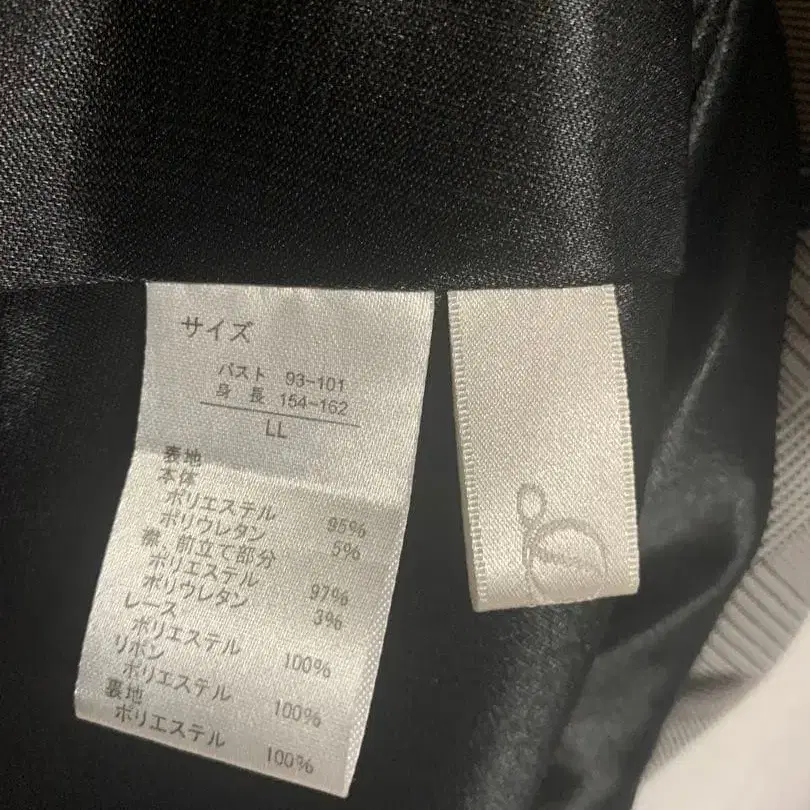 サイズ
バスト 93-101
身 長 154-162
LL
表地
本体
ポリエステル 95%
ポリウレタン 5%
襟、前立て部分
ポリエステル 97%
ポリウレタン 3%
レース
ポリエステル 100%
リボン
ポリエステル 100%
裏地
ポリエステル 100%